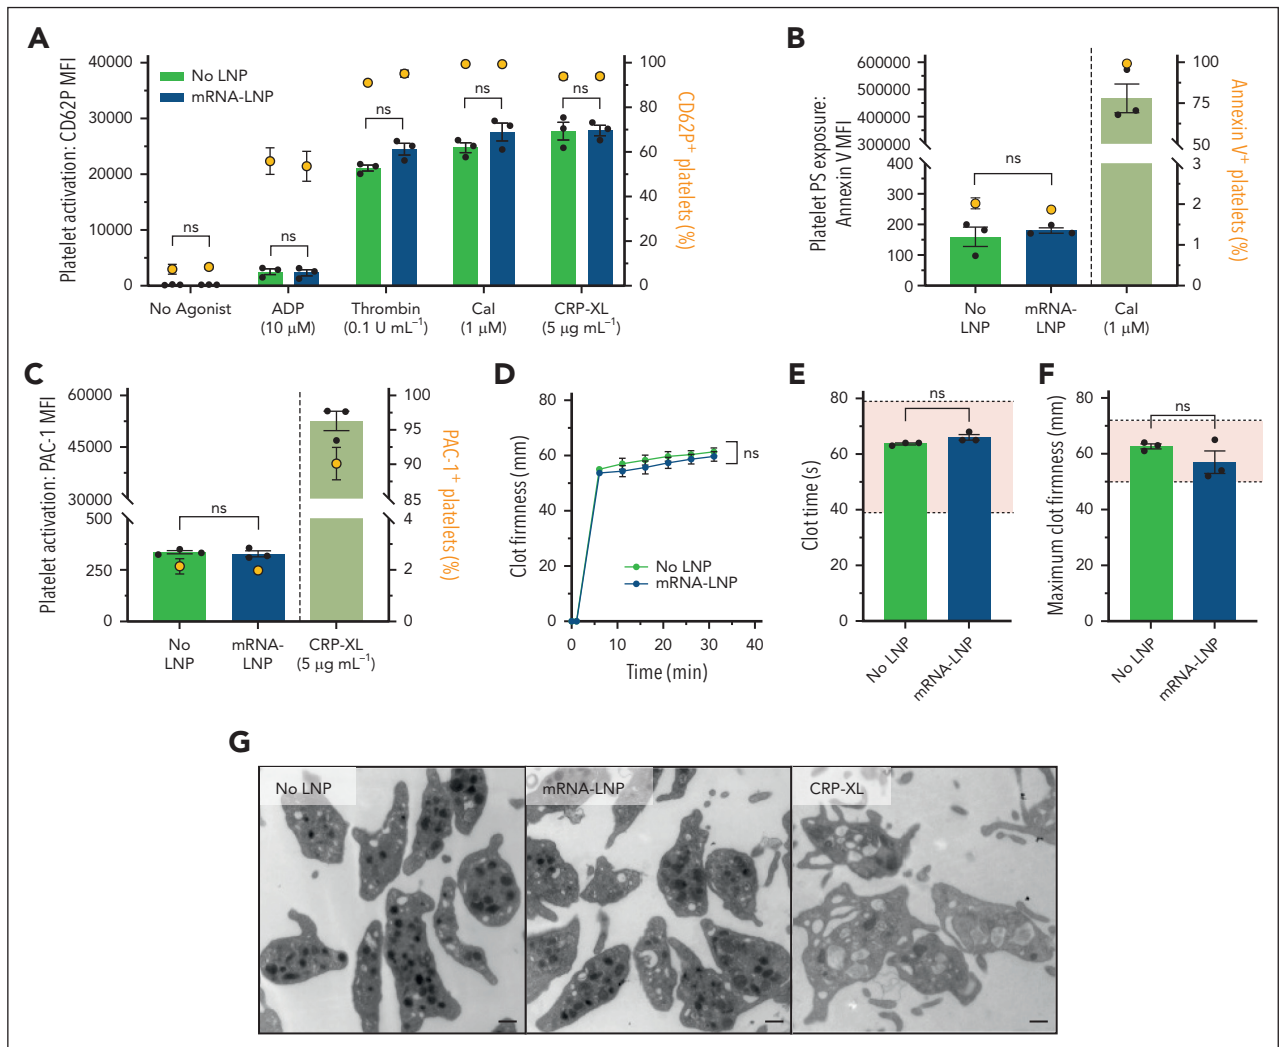 A
Platelet activation: CD62P MFI
40000
30000
20000
10000
0
No LNP
mRNA-LNP
ns
ns
ns
ns
ns
100
80
60
40
20
0
CD62P+ platelets (%)
No Agonist
ADP
(10 μM)
Thrombin
(0.1 U mL−1)
Cal
(1 μM)
CRP-XL
(5 μg mL−1)
B
Platelet PS exposure:
Annexin V MFI
600000
500000
400000
300000
400
300
200
100
0
ns
100
75
50
3
2
1
0
Annexin V+ platelets (%)
No
LNP
mRNA-
LNP
Cal
(1 μM)
C
Platelet activation: PAC-1 MFI
60000
45000
30000
500
250
0
ns
100
95
90
85
4
2
0
PAC-1+ platelets (%)
No
LNP
mRNA-
LNP
CRP-XL
(5 μg mL−1)
D
Clot firmness (mm)
80
60
40
20
0
ns
No LNP
mRNA-LNP
0
10
20
30
40
Time (min)
E
Clot time (s)
80
60
40
20
0
ns
No LNP
mRNA-LNP
F
Maximum clot firmness (mm)
80
60
40
20
0
ns
No LNP
mRNA-LNP
G
No LNP
mRNA-LNP
CRP-XL